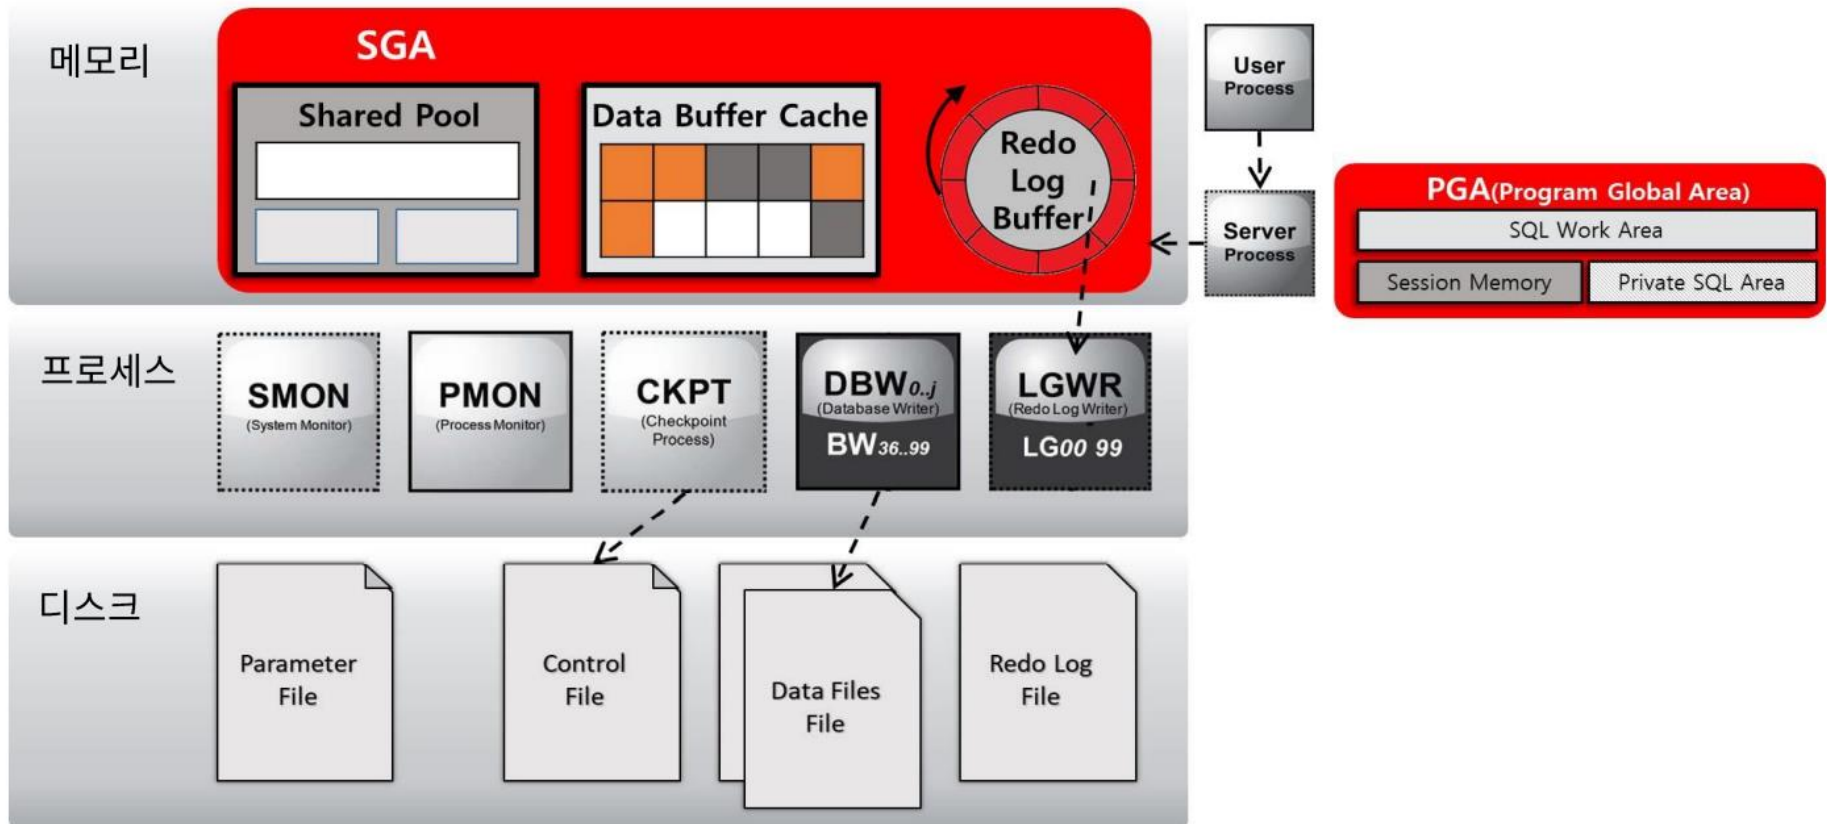 메모리
SGA
Shared Pool
Data Buffer Cache
Redo
Log
Buffer
User
Process
Server
Process
PGA(Program Global Area)
SQL Work Area
Session Memory
Private SQL Area
프로세스
SMON
(System Monitor)
PMON
(Process Monitor)
CKPT
(Checkpoint
Process)
DBW0..j
(Database Writer)
BW36..99
LGWR
(Redo Log Writer)
LG00 99
디스크
Parameter
File
Control
File
Data Files
File
Redo Log
File